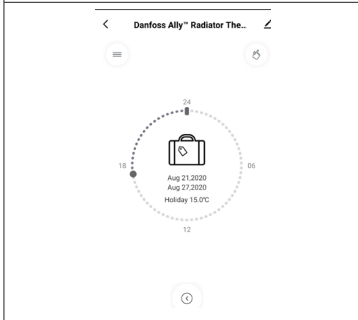 Danfoss Ally™ Radiator The...
24
18
06
Aug 21,2020
Aug 27,2020
Holiday 15.0°C
12